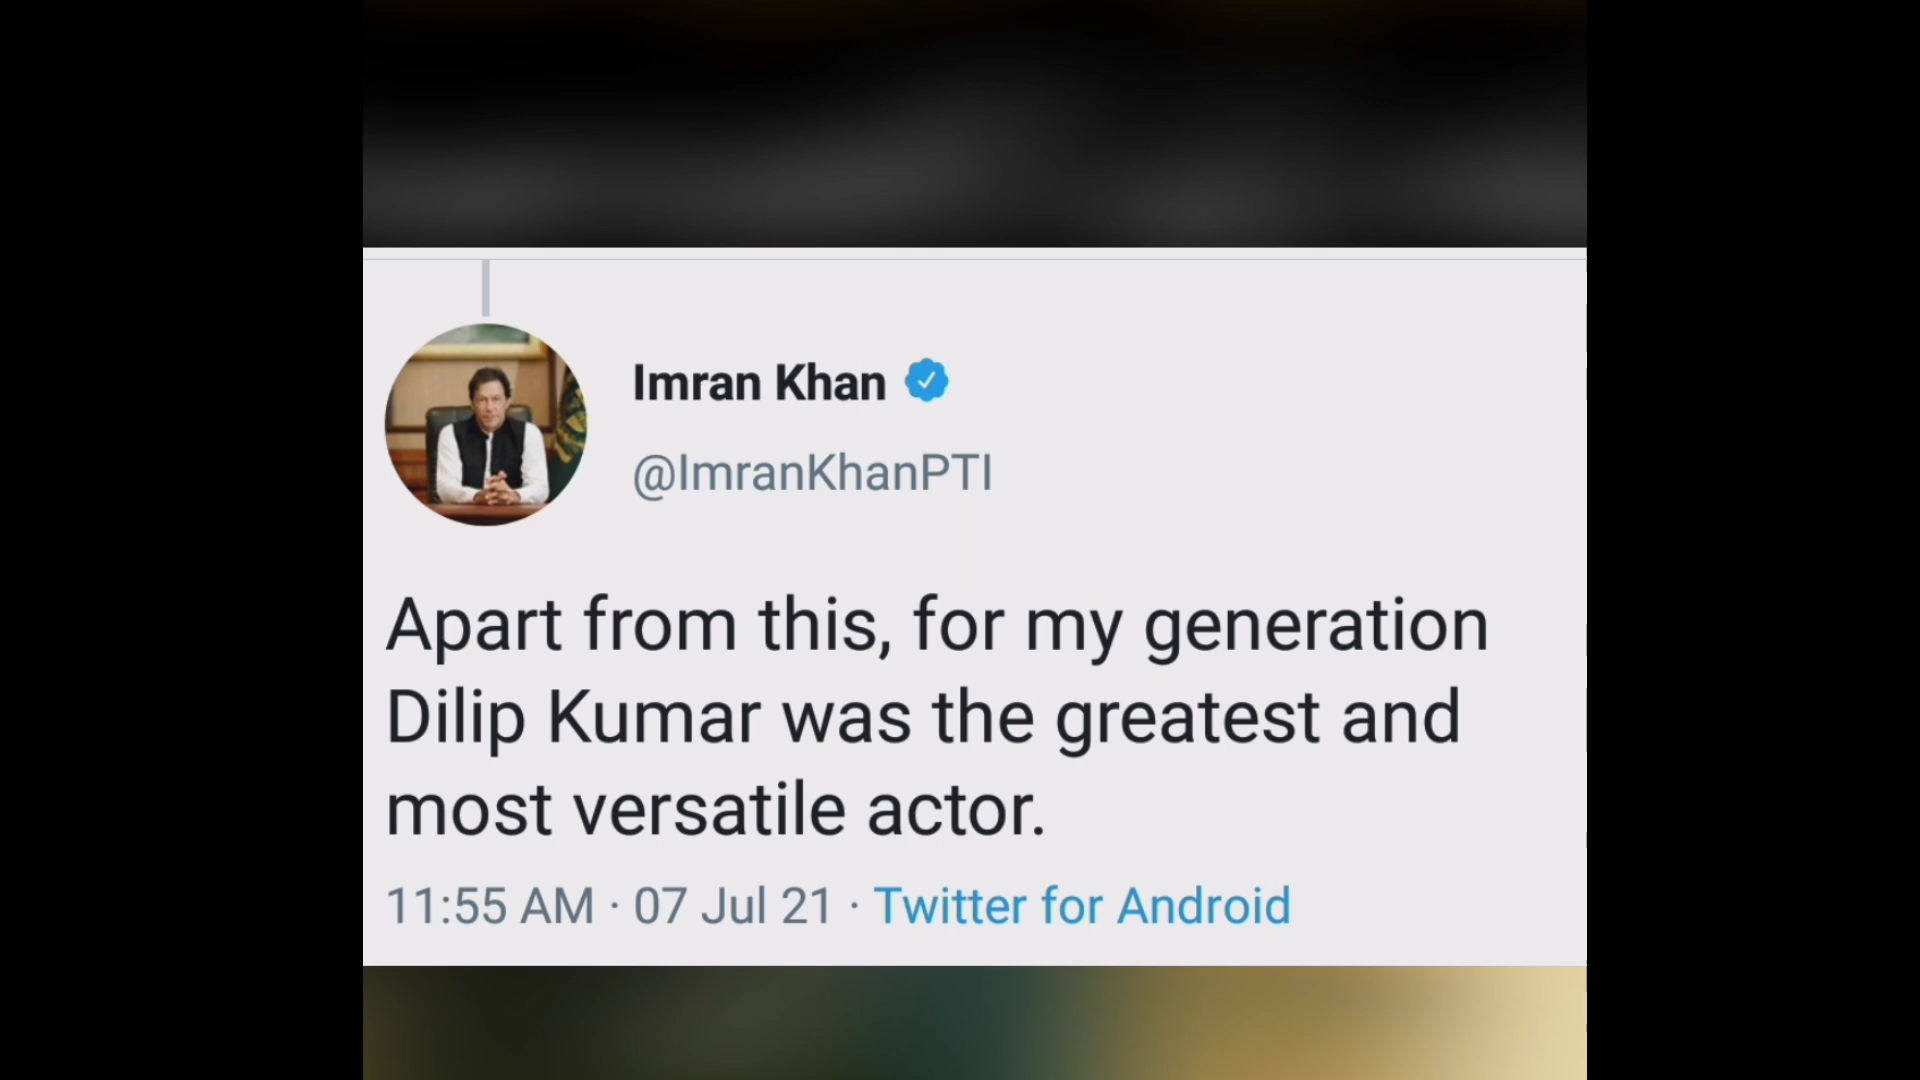 Imran Khan
@ImranKhanPTI
Apart from this, for my generation
Dilip Kumar was the greatest and
most versatile actor.
11:55 AM · 07 Jul 21 · Twitter for Android